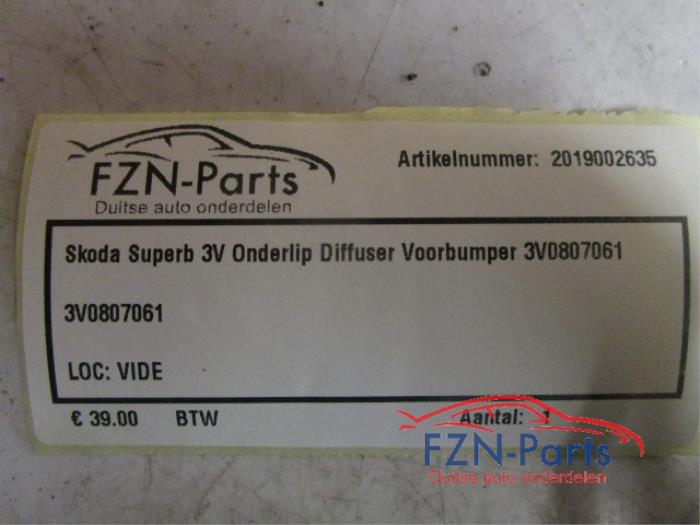 FZN-Parts
Duitse auto onderdelen
Artikelnummer: 2019002635
Skoda Superb 3V Onderlip Diffuser Voorbumper 3V0807061
3V0807061
LOC: VIDE
€ 39.00 BTW Aantal: 1
FZN-Parts
Duitse auto onderdelen